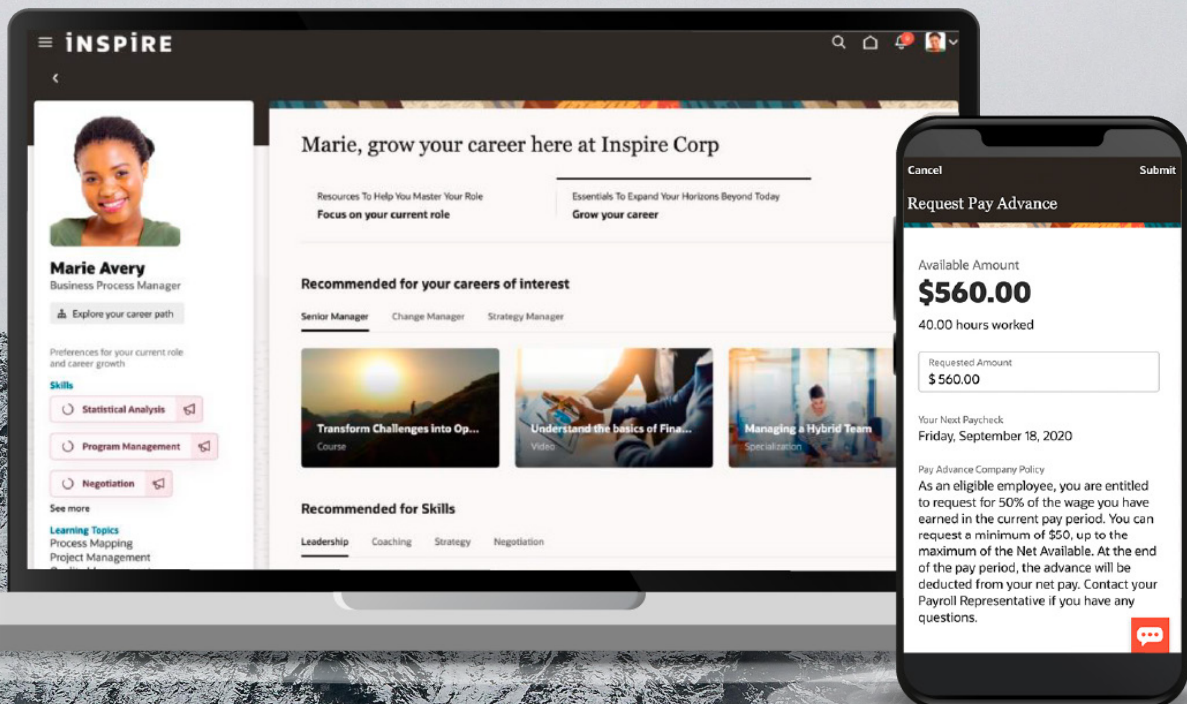 iNSPiRE
Marie Avery
Business Process Manager
Explore your career path
Preferences for your current role
and career growth
Skills
Statistical Analysis
Program Management
Negotiation
See more
Learning Topics
Process Mapping
Project Management
Marie, grow your career here at Inspire Corp
Resources To Help You Master Your Role
Focus on your current role
Essentials To Expand Your Horizons Beyond Today
Grow your career
Recommended for your careers of interest
Senior Manager Change Manager Strategy Manager
Transform Challenges into Op...
Course
Understand the basics of Fina...
Video
Managing a Hybrid Team
Specialization
Recommended for Skills
Leadership Coaching Strategy Negotiation
Cancel Submit
Request Pay Advance
Available Amount
$560.00
40.00 hours worked
Requested Amount
$ 560.00
Your Next Paycheck
Friday, September 18, 2020
Pay Advance Company Policy
As an eligible employee, you are entitled
to request for 50% of the wage you have
earned in the current pay period. You can
request a minimum of $50, up to the
maximum of the Net Available. At the end
of the pay period, the advance will be
deducted from your net pay. Contact your
Payroll Representative if you have any
questions.